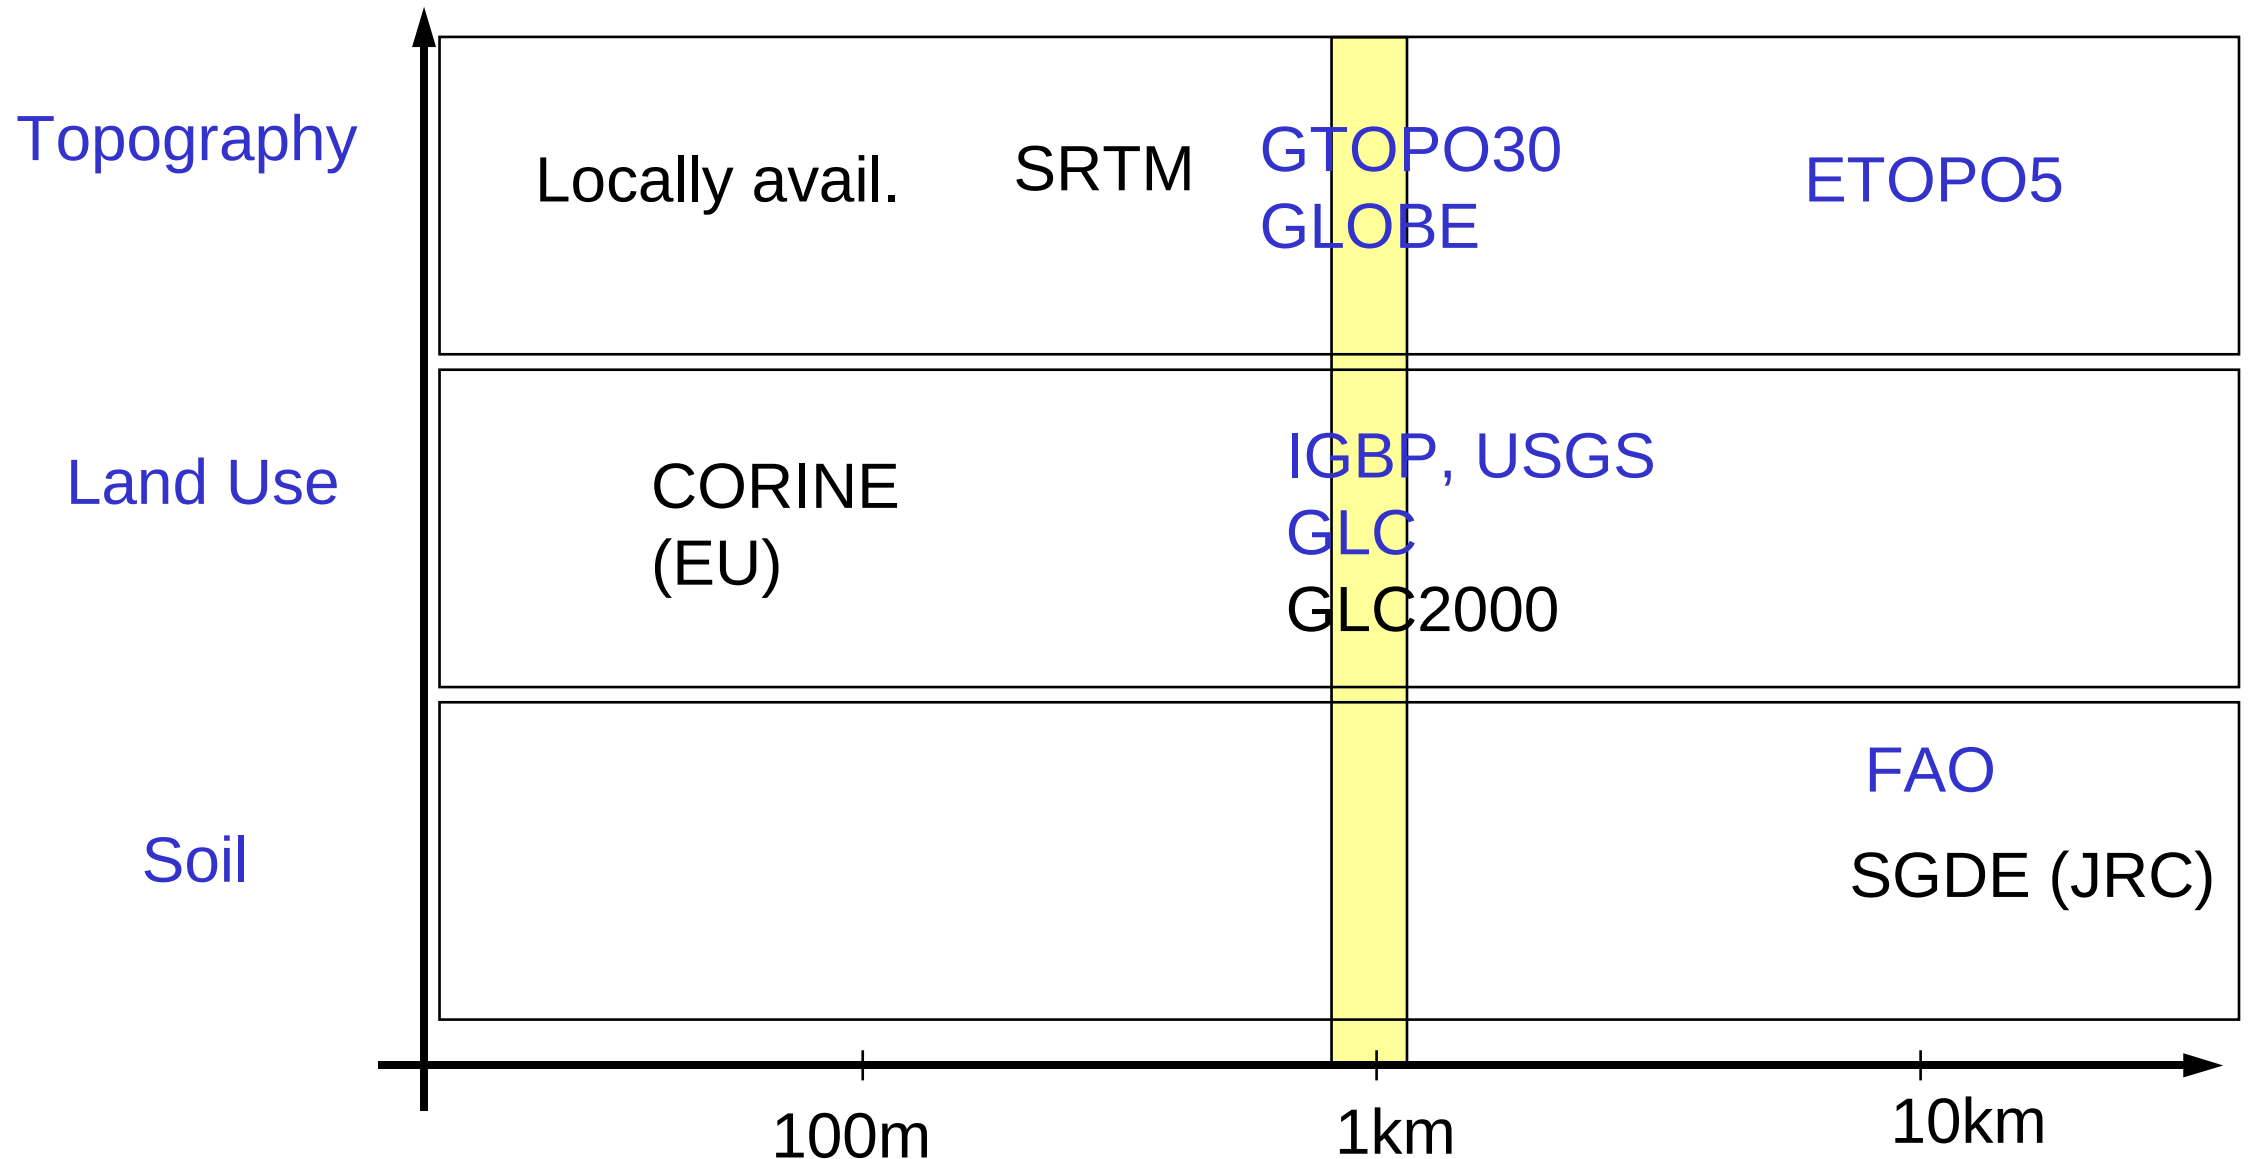 Topography
Locally avail.
SRTM
GTOPO30
GLOBE
ETOPO5
Land Use
CORINE
(EU)
IGBP, USGS
GLC
GLC2000
Soil
FAO
SGDE (JRC)
100m
1km
10km